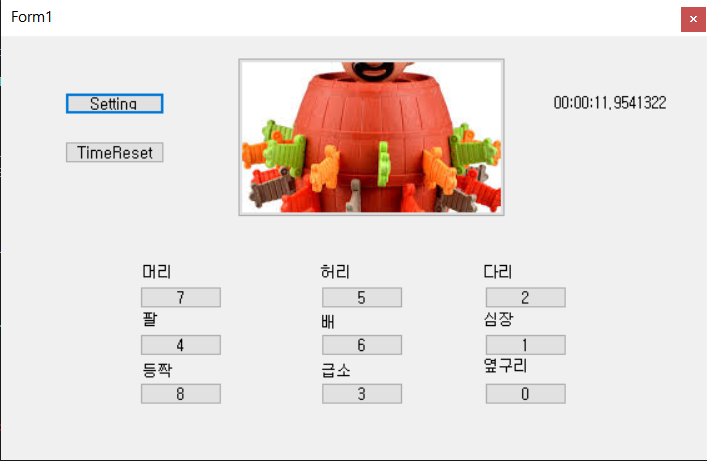 Form1
Setting
00:00:11.9541322
TimeReset
머리 허리 다리
7 5 2
팔 배 심장
4 6 1
등짝 급소 옆구리
8 3 0